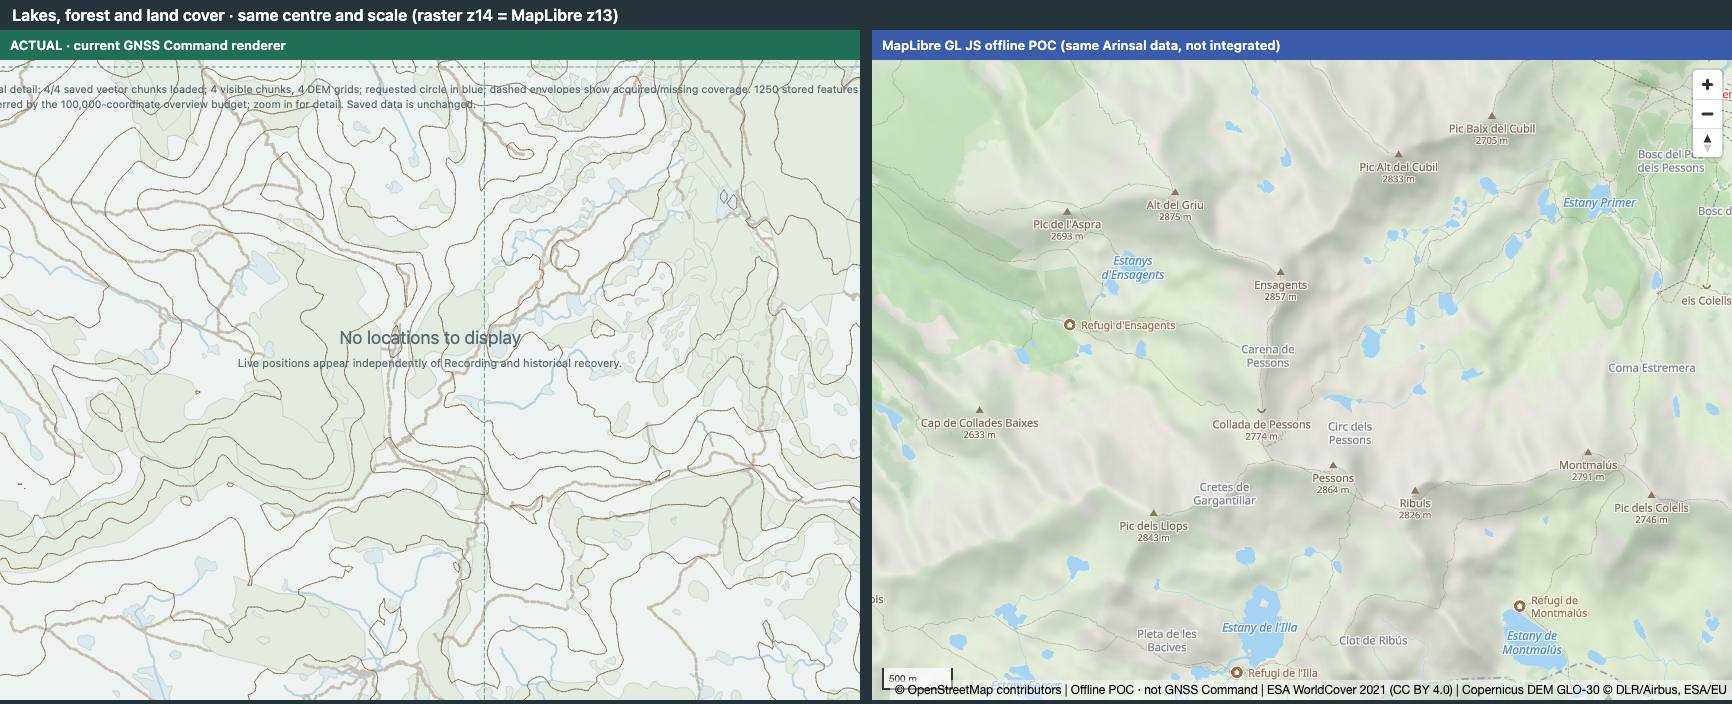 Lakes, forest and land cover · same centre and scale (raster z14 = MapLibre z13)
ACTUAL · current GNSS Command renderer
al detail: 4/4 saved vector chunks loaded; 4 visible chunks, 4 DEM grids; requested circle in blue; dashed envelopes show acquired/missing coverage. 1250 stored features
erred by the 100,000-coordinate overview budget; zoom in for detail. Saved data is unchanged.
No locations to display
Live positions appear independently of Recording and historical recovery.
MapLibre GL JS offline POC (same Arinsal data, not integrated)
Pic Baix del Cubil
2705 m
Pic Alt del Cubil
2833 m
Bosc del
dels Pessons
Alt del Griu
2875 m
Estany Primer
Bosc d
Pic de l'Aspra
2693 m
Estanys
d'Ensagents
Ensagents
2857 m
els Colells
Refugi d'Ensagents
Carena de
Pessons
Coma Estremera
Cap de Collades Baixes
2633 m
Collada de Pessons
2774 m
Circ dels
Pessons
Montmalús
2791 m
Pessons
2864 m
Cretes de
Gargantillar
Ribuls
2826 m
Pic dels Colells
2746 m
Pic dels Llops
2843 m
ols
Refugi de
Montmalús
Estany de l'Illa
Pleta de les
Bacives
Clot de Ribús
Estany de
Montmalús
Refugi de l'Illa
500 m
© OpenStreetMap contributors | Offline POC · not GNSS Command | ESA WorldCover 2021 (CC BY 4.0) | Copernicus DEM GLO-30 © DLR/Airbus, ESA/EU